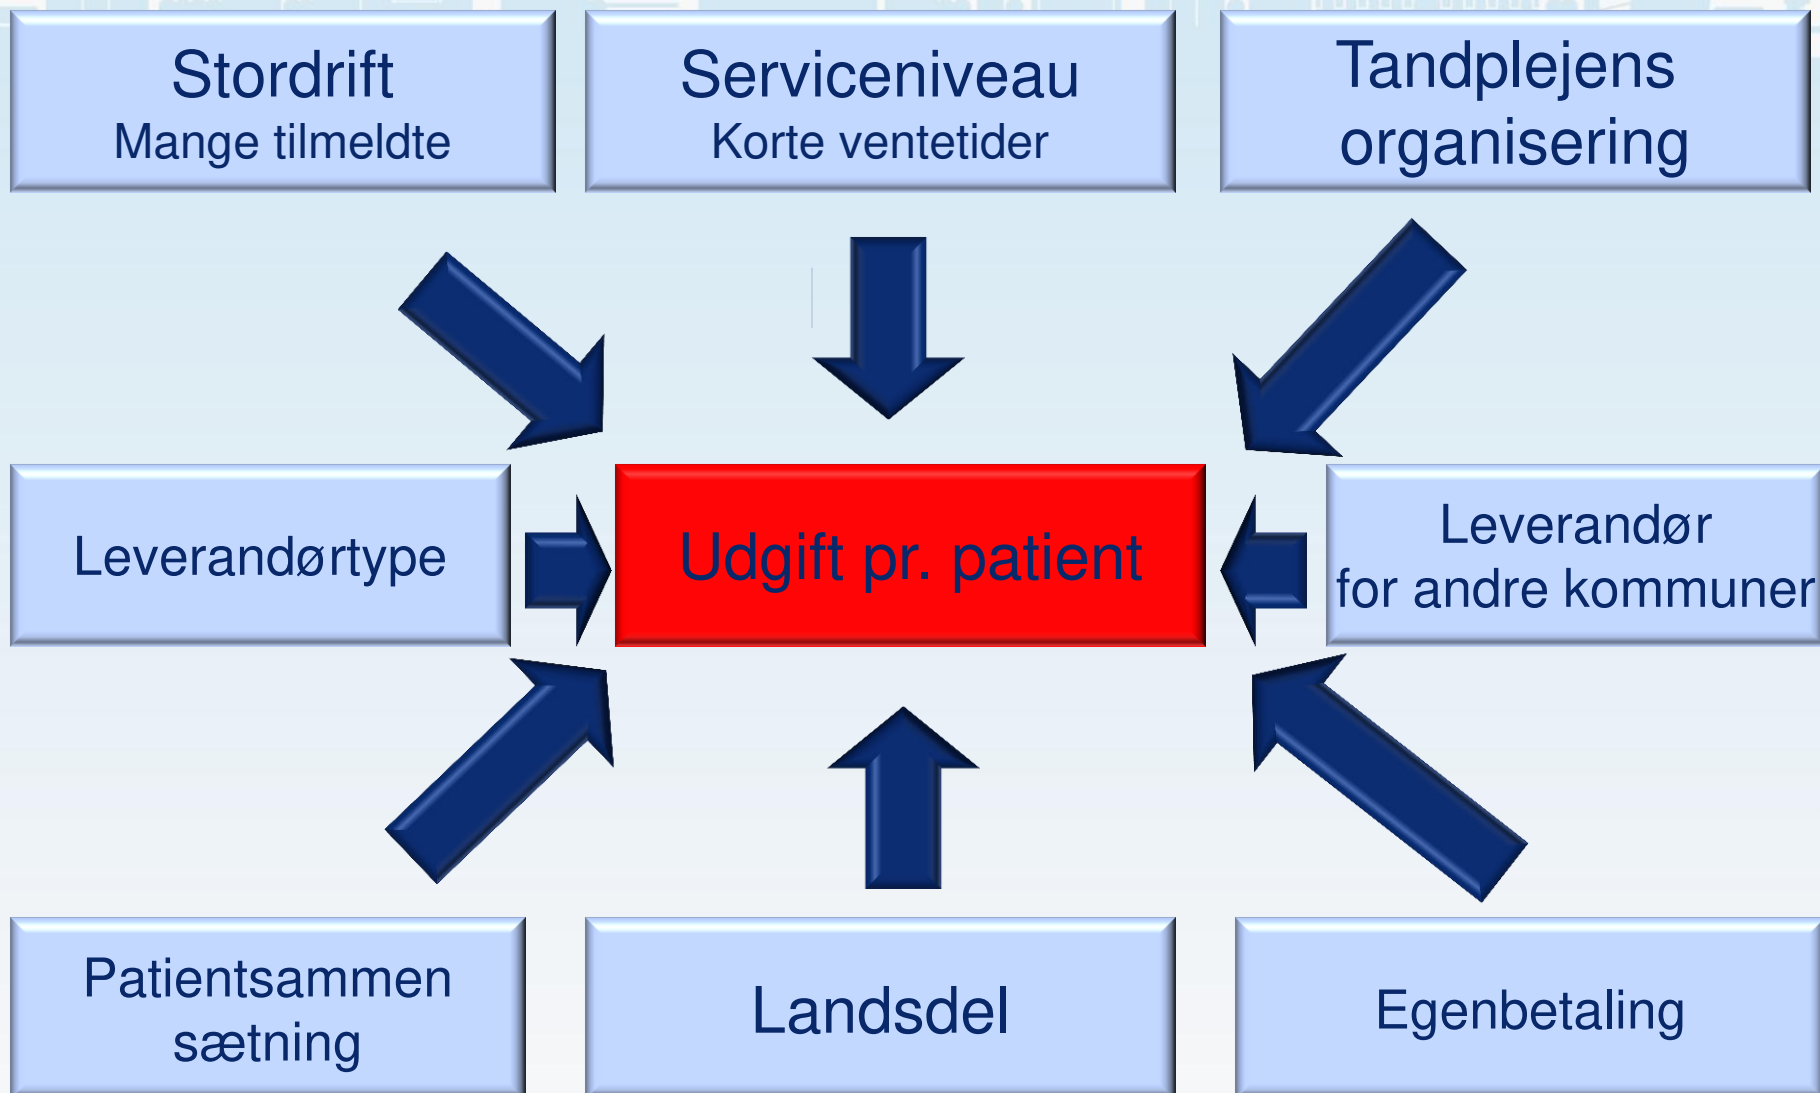 Stordrift
Mange tilmeldte
Serviceniveau
Korte ventetider
Tandplejens
organisering
Leverandørtype
Udgift pr. patient
Leverandør
for andre kommuner
Patientsammen
sætning
Landsdel
Egenbetaling